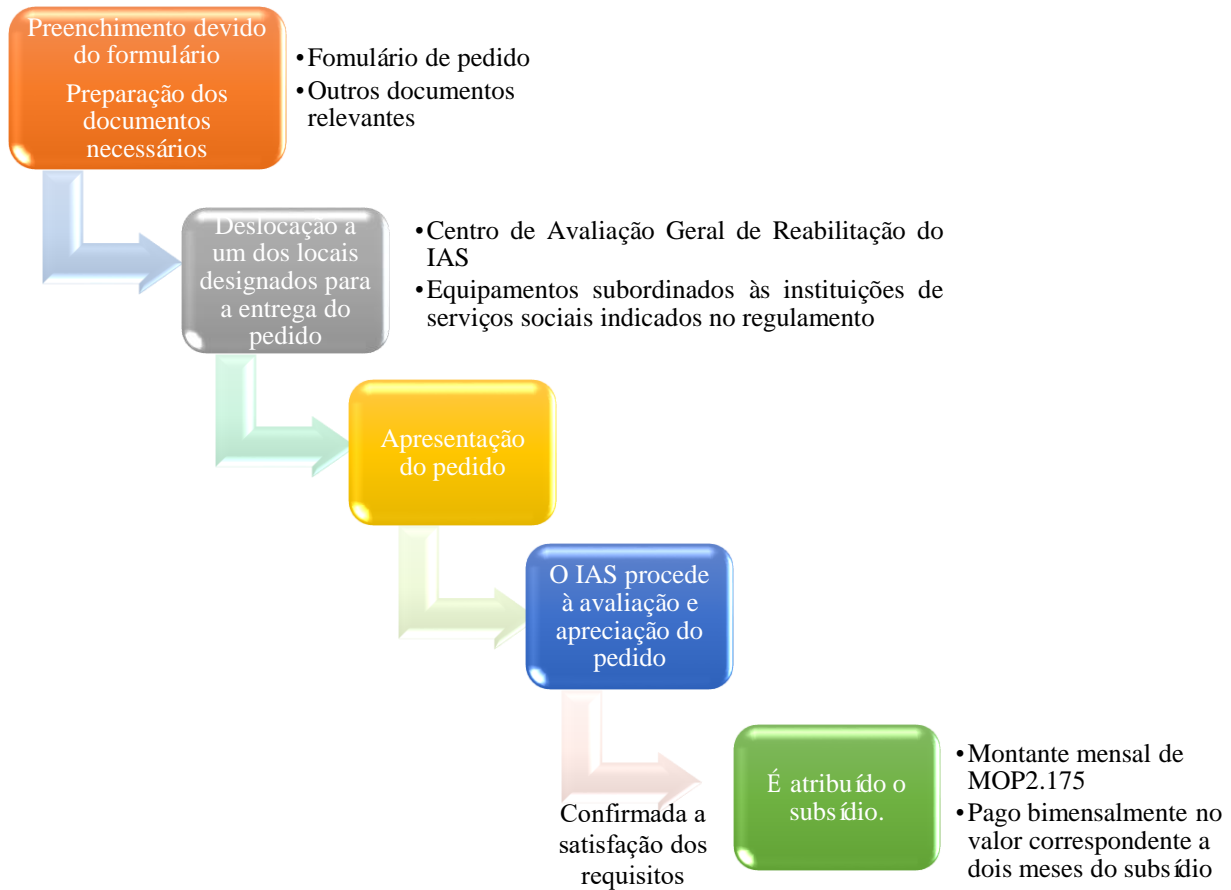 Preenchimento devido
do formulário
Preparação dos
documentos
necessários
•Fomulário de pedido
•Outros documentos
relevantes
Deslocação a
um dos locais
designados para
a entrega do
pedido
•Centro de Avaliação Geral de Reabilitação do
IAS
•Equipamentos subordinados às instituições de
serviços sociais indicados no regulamento
Apresentação
do pedido
O IAS procede
à avaliação e
apreciação do
pedido
Confirmada a
satisfação dos
requisitos
É atribuído o
subsídio.
•Montante mensal de
MOP2.175
•Pago bimensalmente no
valor correspondente a
dois meses do subsídio